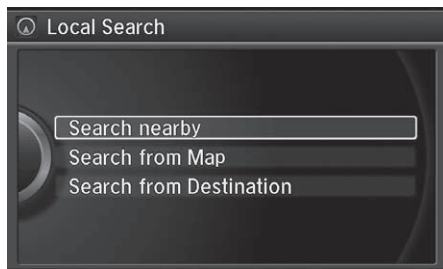 Local Search
Search nearby
Search from Map
Search from Destination